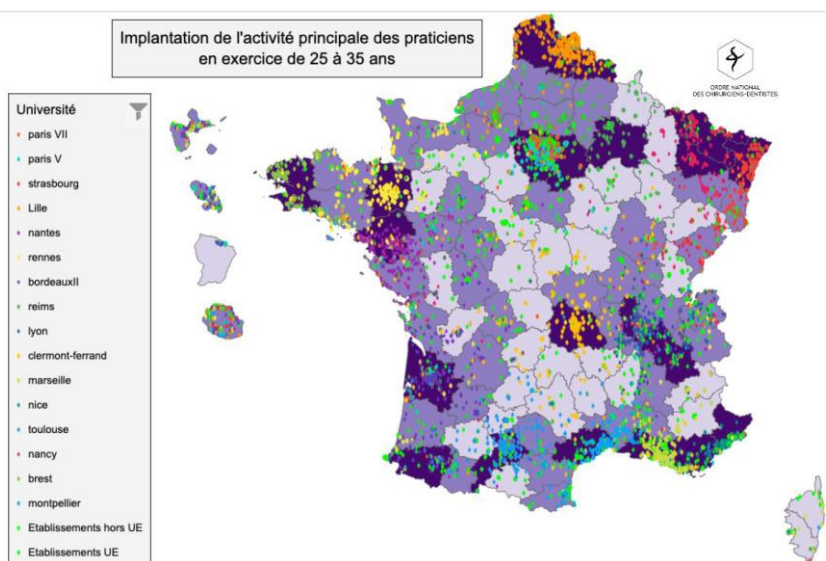 Implantation de l'activité principale des praticiens
en exercice de 25 à 35 ans
ORDRE NATIONAL
DES CHIRURGIENS-DENTISTES
Université
paris VII
paris V
strasbourg
Lille
nantes
rennes
bordeauxII
reims
lyon
clermont-ferrand
marseille
nice
toulouse
nancy
brest
montpellier
Etablissements hors UE
Etablissements UE